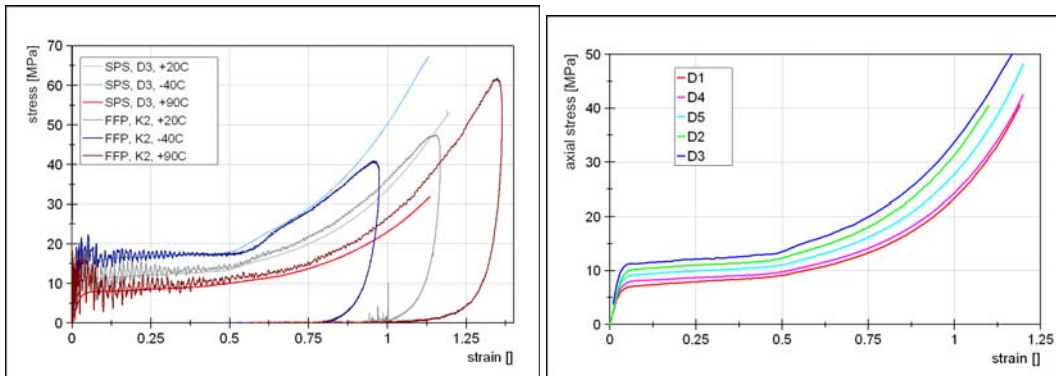 stress [MPa]
70
60
50
40
30
20
10
0
SPS, D3, +20C
SPS, D3, -40C
SPS, D3, +90C
FFP, K2, +20C
FFP, K2, -40C
FFP, K2, +90C
0 0.25 0.5 0.75 1 1.25
strain []
axial stress [MPa]
50
40
30
20
10
0
D1
D4
D5
D2
D3
0 0.25 0.5 0.75 1 1.25
strain []